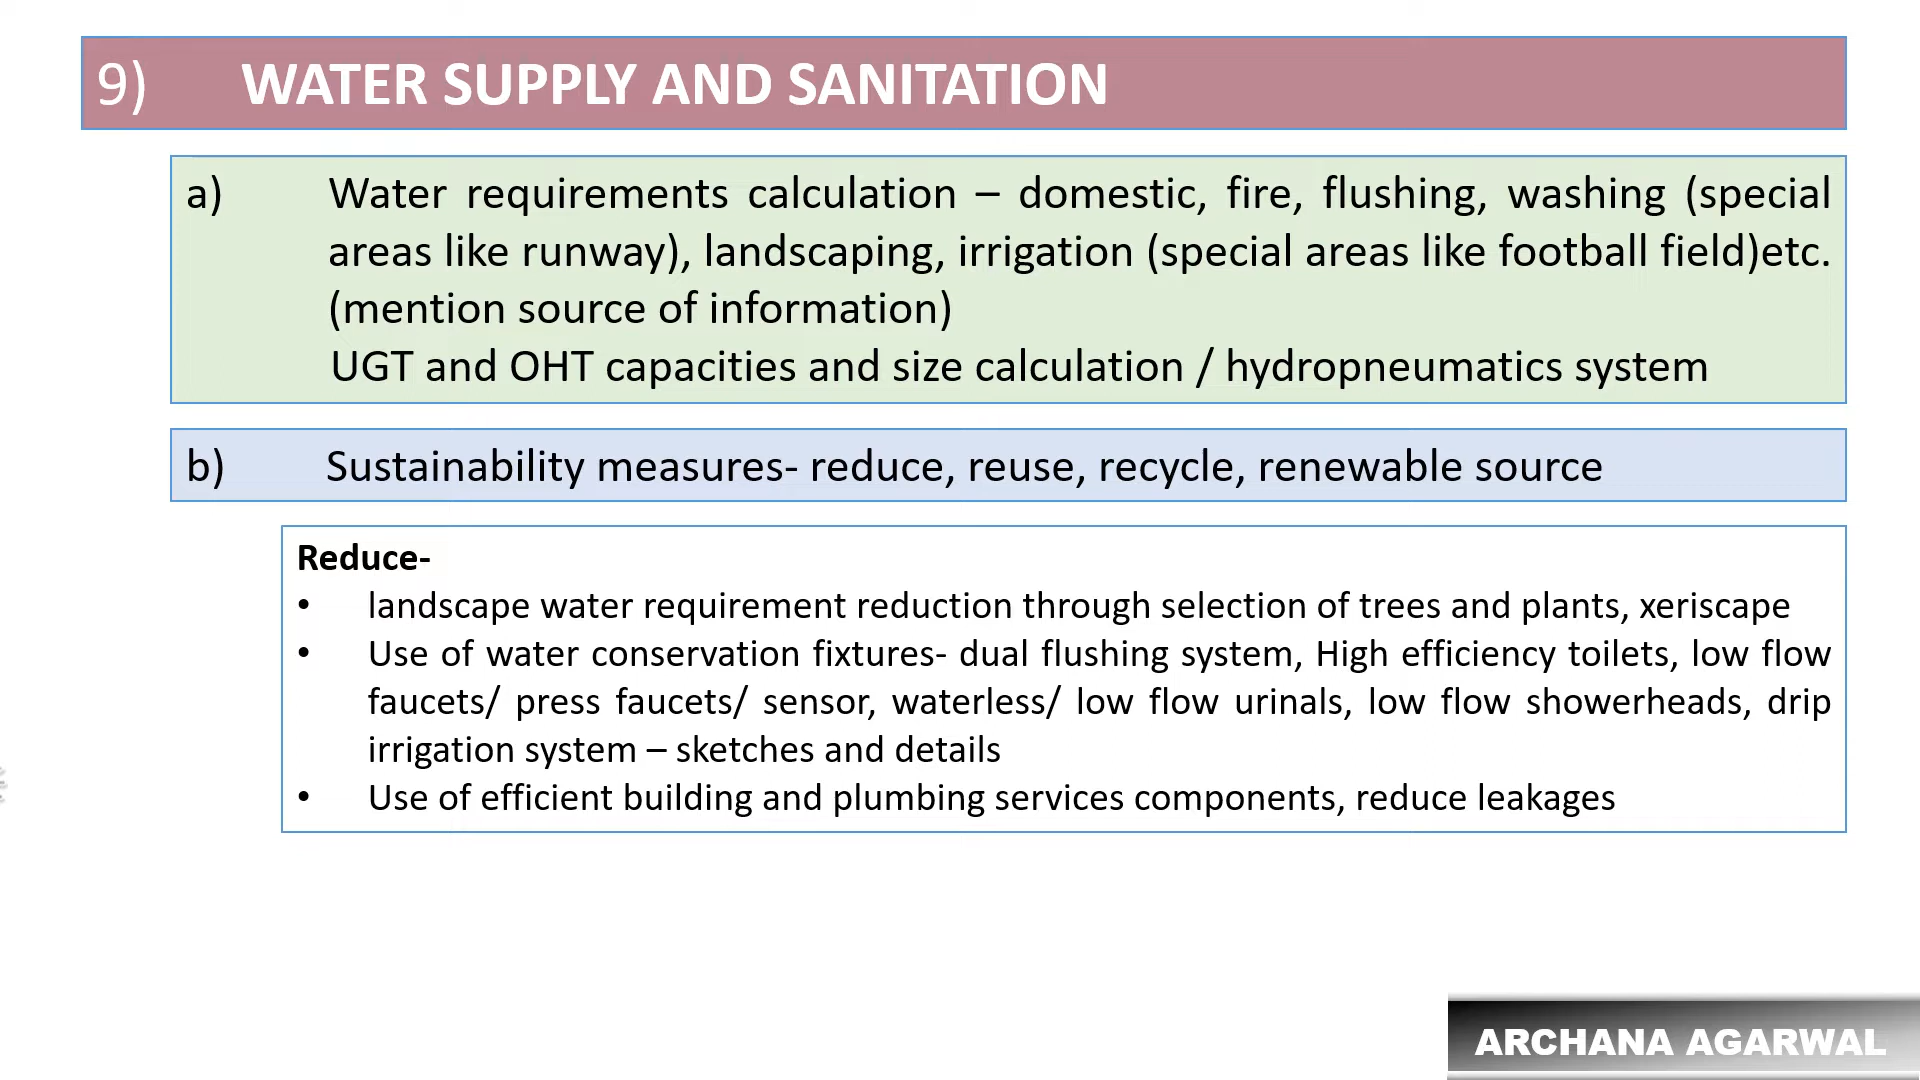 9) WATER SUPPLY AND SANITATION
a) Water requirements calculation – domestic, fire, flushing, washing (special
areas like runway), landscaping, irrigation (special areas like football field)etc.
(mention source of information)
UGT and OHT capacities and size calculation / hydropneumatics system
b) Sustainability measures- reduce, reuse, recycle, renewable source
Reduce-
• landscape water requirement reduction through selection of trees and plants, xeriscape
• Use of water conservation fixtures- dual flushing system, High efficiency toilets, low flow
faucets/ press faucets/ sensor, waterless/ low flow urinals, low flow showerheads, drip
irrigation system – sketches and details
• Use of efficient building and plumbing services components, reduce leakages
ARCHANA AGARWAL